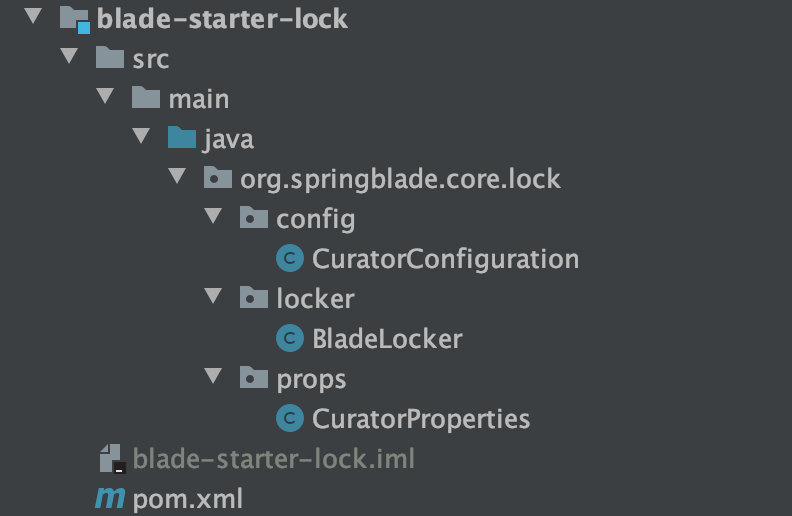 blade-starter-lock
src
main
java
org.springblade.core.lock
config
CuratorConfiguration
locker
BladeLocker
props
CuratorProperties
blade-starter-lock.iml
pom.xml